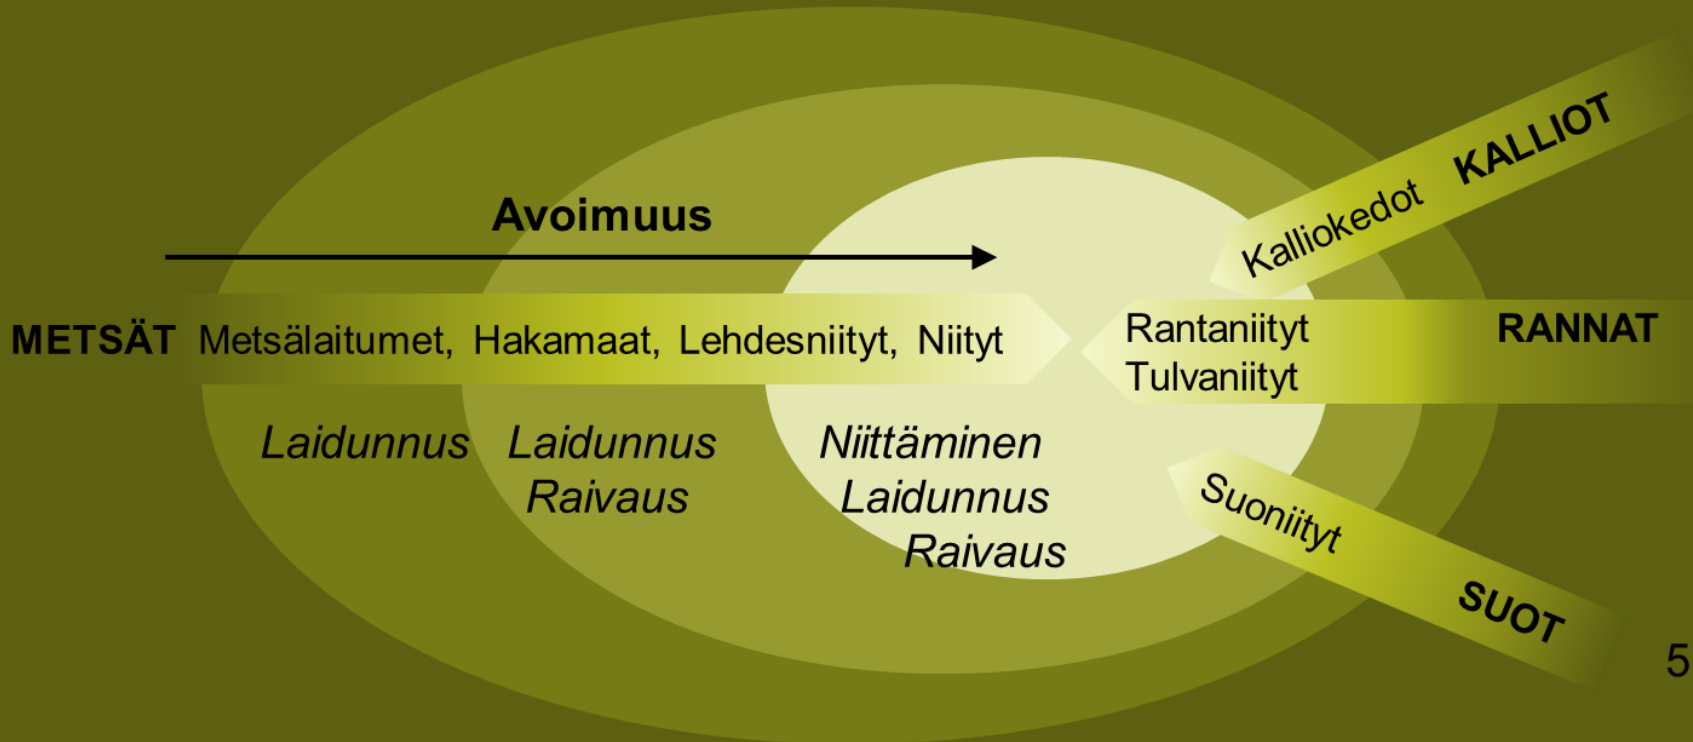 Avoimuus
METSÄT Metsälaitumet, Hakamaat, Lehdesniityt, Niityt
Laidunnus
Laidunnus
Raivaus
Niittäminen
Laidunnus
Raivaus
Kalliokedot KALLIOT
Rantaniityt RANNAT
Tulvaniityt
Suoniityt SUOT
5